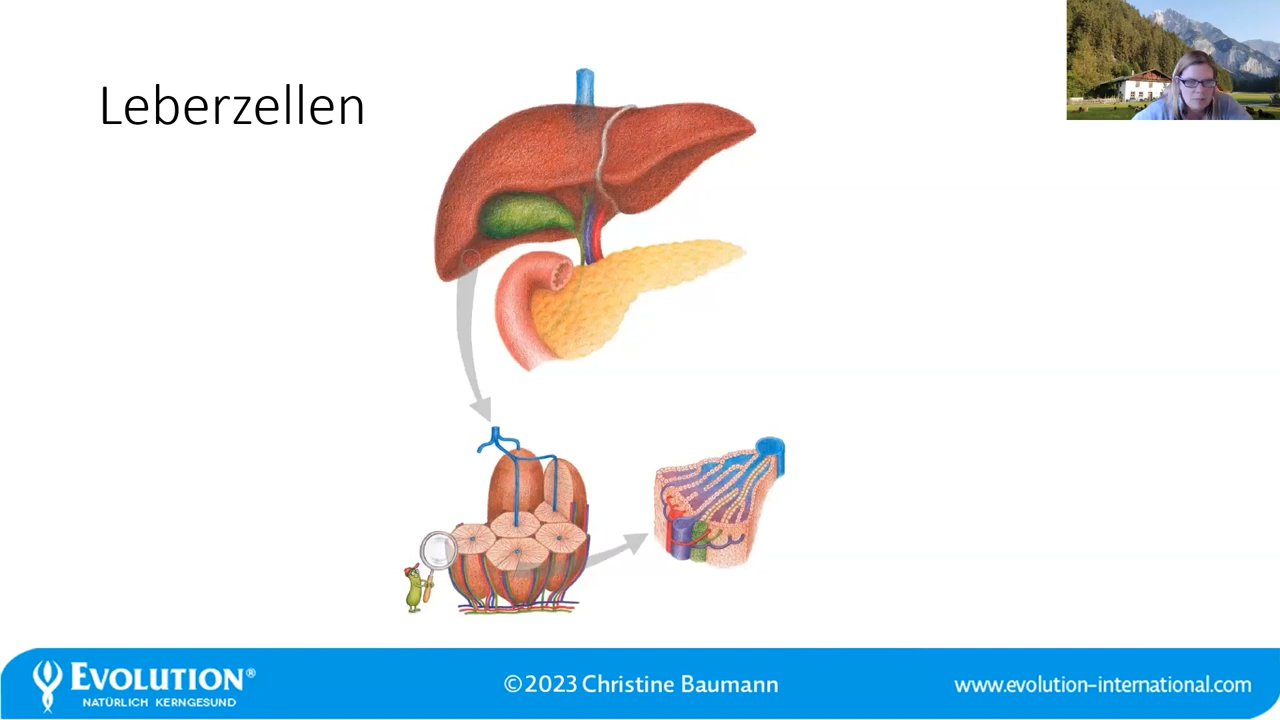 Leberzellen
EVOLUTION®
NATÜRLICH KERNGESUND
©2023 Christine Baumann
www.evolution-international.com